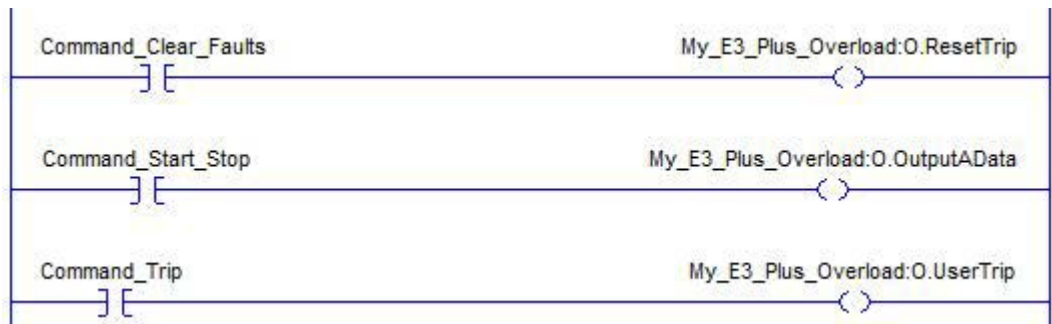 Command_Clear_Faults My_E3_Plus_Overload:O.ResetTrip
Command_Start_Stop My_E3_Plus_Overload:O.OutputAData
Command_Trip My_E3_Plus_Overload:O.UserTrip